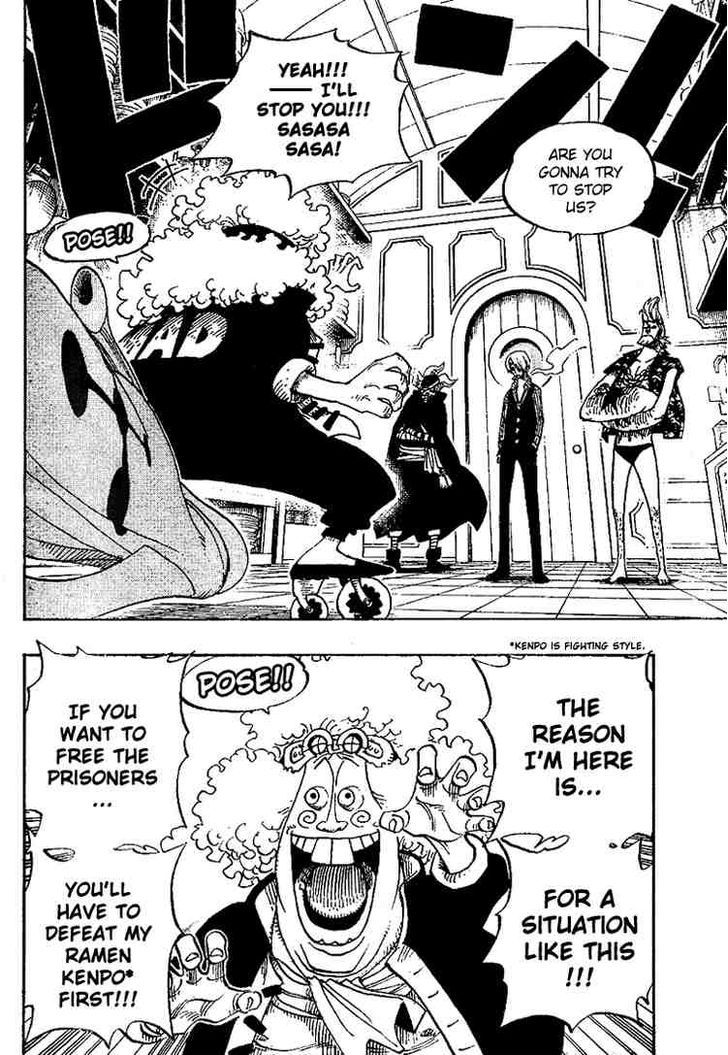 ARE YOU
GONNA TRY
TO STOP
US?
YEAH!!!
—— I'LL
STOP YOU!!!
SASASA
SASA!
POSE!!
*KENPO IS FIGHTING STYLE.
THE
REASON
I'M HERE
IS...
FOR A
SITUATION
LIKE THIS
!!!
POSE!!
IF YOU
WANT TO
FREE THE
PRISONERS
...
YOU'LL
HAVE TO
DEFEAT MY
RAMEN
KENPO*
FIRST!!!